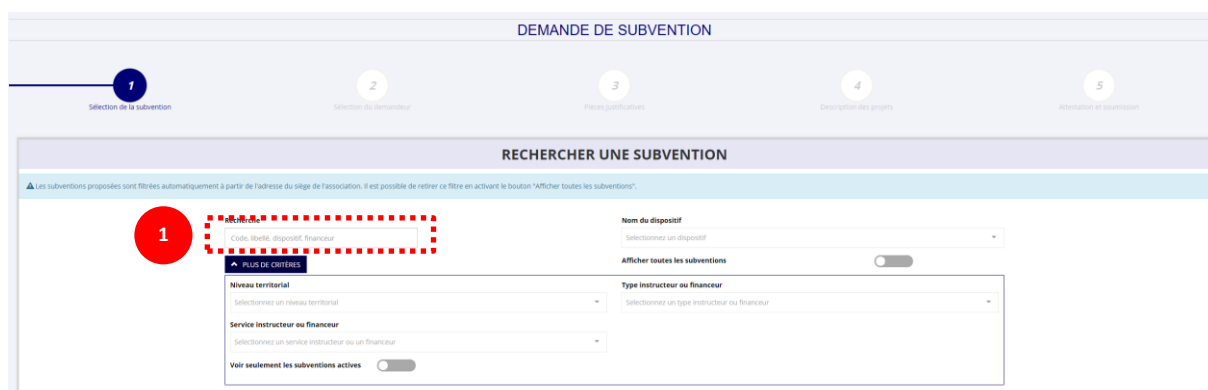 DEMANDE DE SUBVENTION
1
2
3
4
5
Sélection de la subvention
Sélection du demandeur
Pièces justificatives
Description des projets
Attestation et soumission
RECHERCHER UNE SUBVENTION
Les subventions proposées sont filtrées automatiquement à partir de l'adresse du siège de l'association. Il est possible de retirer ce filtre en activant le bouton "Afficher toutes les subventions".
1
Recherche
Nom du dispositif
Code, libellé, dispositif, financeur
Selectionnez un dispositif
PLUS DE CRITÈRES
Afficher toutes les subventions
Niveau territorial
Type instructeur ou financeur
Selectionnez un niveau territorial
Selectionnez un type instructeur ou financeur
Service instructeur ou financeur
Selectionnez un service instructeur ou un financeur
Voir seulement les subventions actives